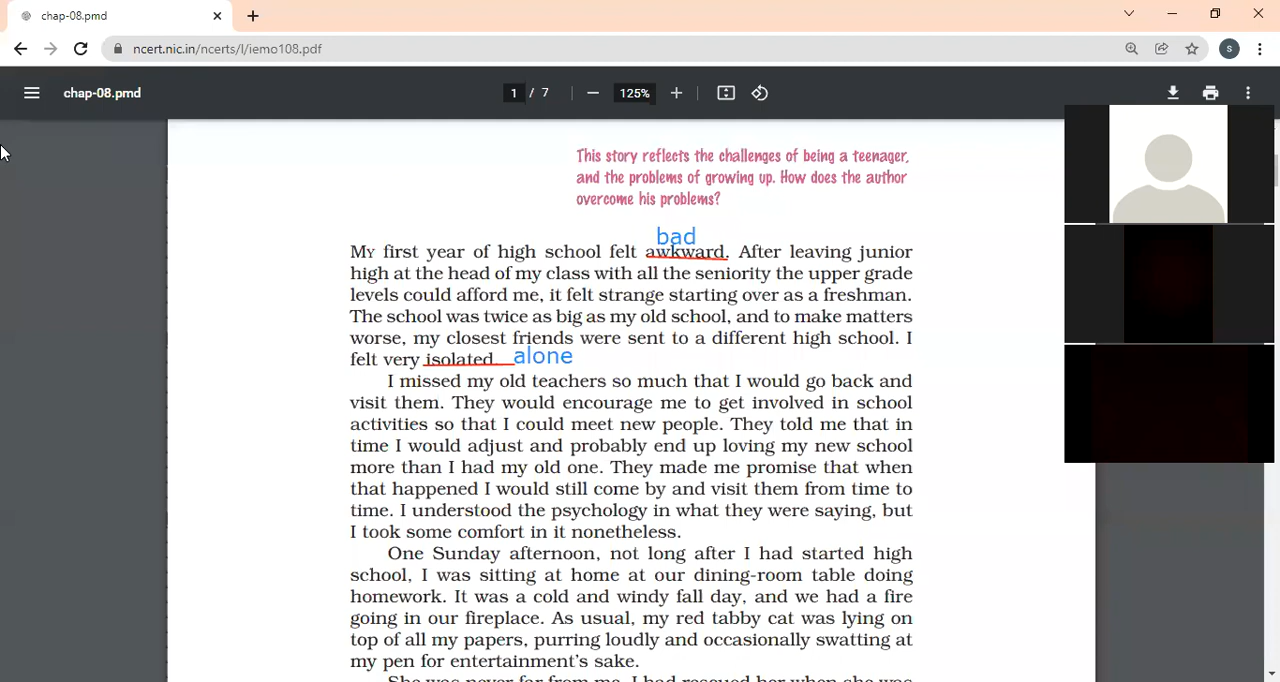 chap-08.pmd
ncert.nic.in/ncerts/l/iemo108.pdf
S
chap-08.pmd
1 / 7
125%
This story reflects the challenges of being a teenager,
and the problems of growing up. How does the author
overcome his problems?
bad
MY first year of high school felt awkward. After leaving junior
high at the head of my class with all the seniority the upper grade
levels could afford me, it felt strange starting over as a freshman.
The school was twice as big as my old school, and to make matters
worse, my closest friends were sent to a different high school. I
felt very isolated. alone
I missed my old teachers so much that I would go back and
visit them. They would encourage me to get involved in school
activities so that I could meet new people. They told me that in
time I would adjust and probably end up loving my new school
more than I had my old one. They made me promise that when
that happened I would still come by and visit them from time to
time. I understood the psychology in what they were saying, but
I took some comfort in it nonetheless.
One Sunday afternoon, not long after I had started high
school, I was sitting at home at our dining-room table doing
homework. It was a cold and windy fall day, and we had a fire
going in our fireplace. As usual, my red tabby cat was lying on
top of all my papers, purring loudly and occasionally swatting at
my pen for entertainment's sake.
She was never far from me. I had rescued her when she was